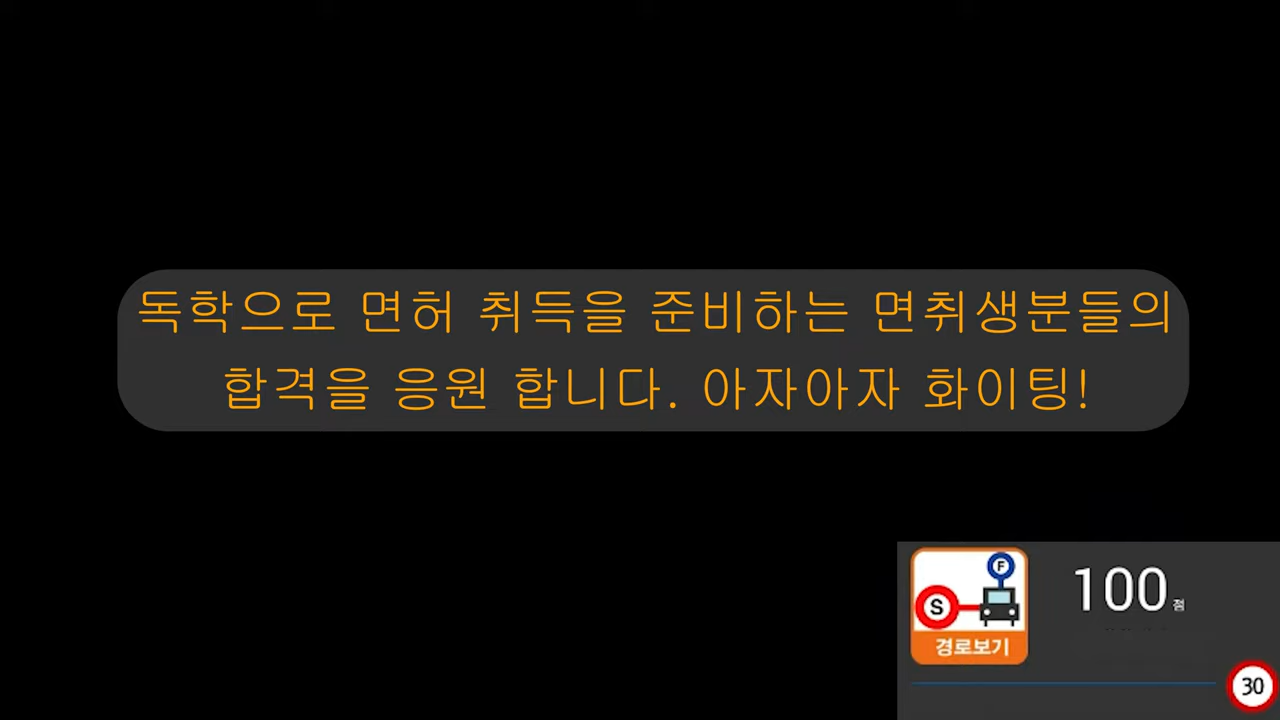 독학으로 면허 취득을 준비하는 면취생분들의
합격을 응원 합니다. 아자아자 화이팅!
F
S
경로보기
100점
30